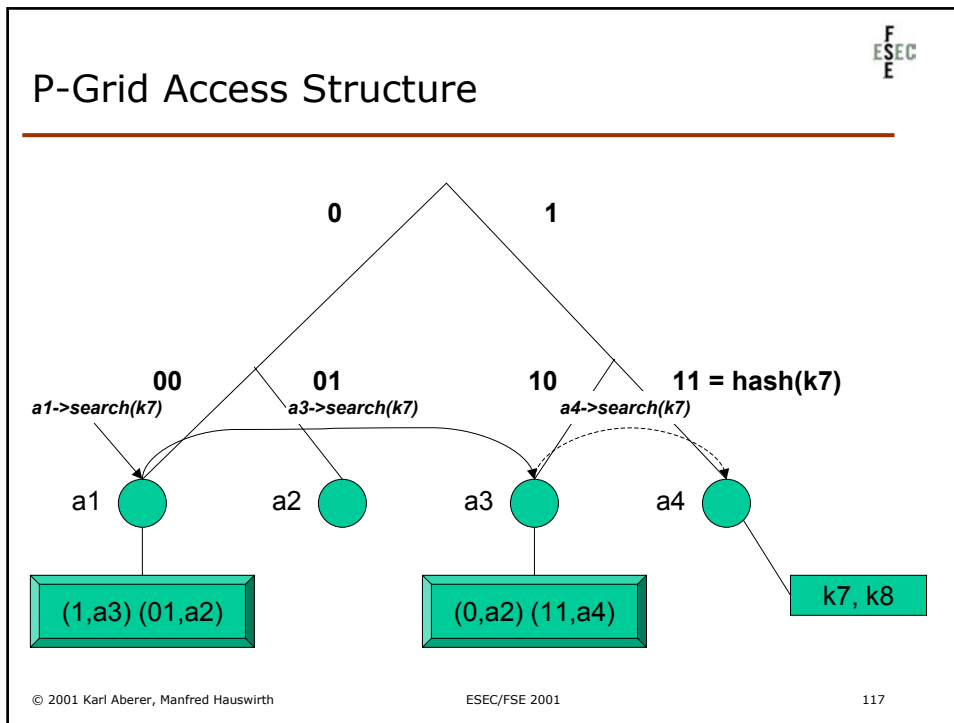 F
ESEC
E
P-Grid Access Structure
0 1
00 01 10 11 = hash(k7)
a1->search(k7) a3->search(k7) a4->search(k7)
a1 a2 a3 a4
(1,a3) (01,a2) (0,a2) (11,a4) k7, k8
© 2001 Karl Aberer, Manfred Hauswirth ESEC/FSE 2001 117